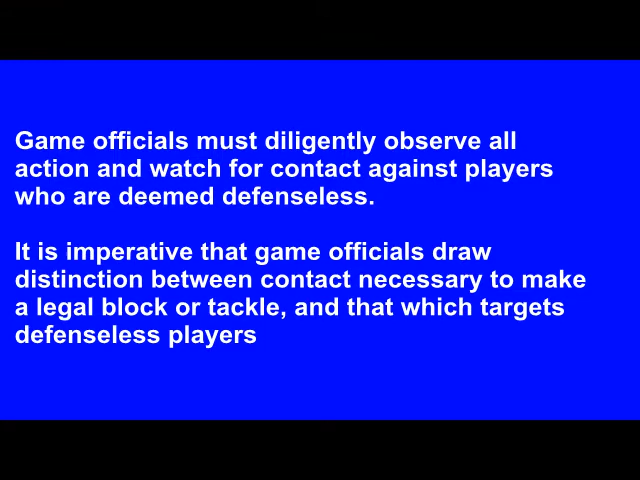 Game officials must diligently observe all
action and watch for contact against players
who are deemed defenseless.
It is imperative that game officials draw
distinction between contact necessary to make
a legal block or tackle, and that which targets
defenseless players